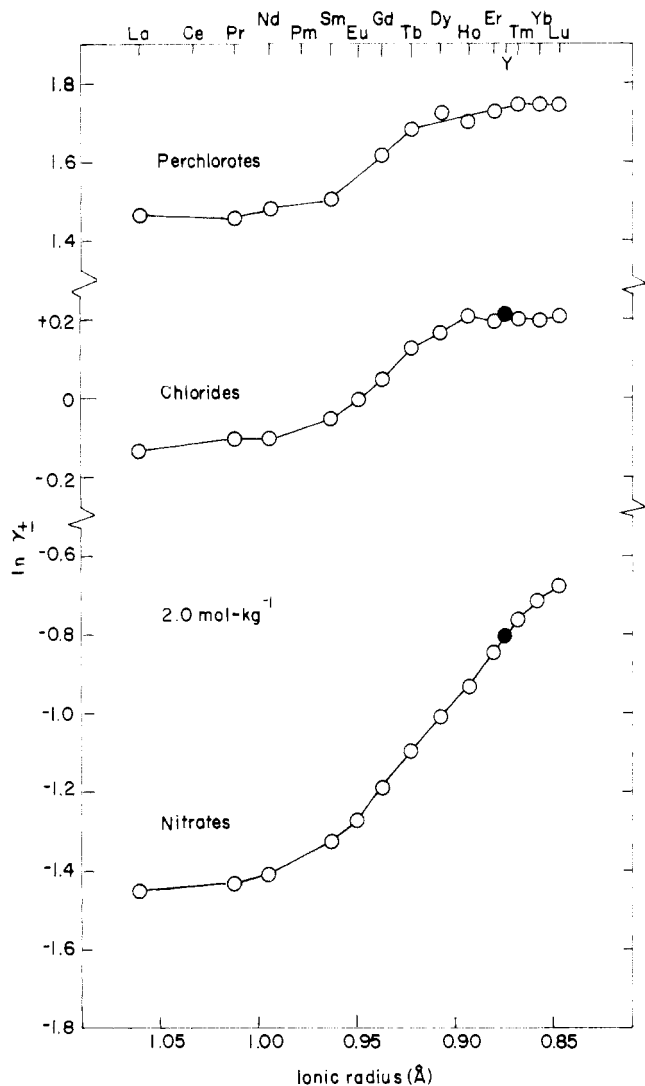 La Ce Pr Nd Pm Sm Eu Gd Tb Dy Ho Er Tm Yb Lu
Y
1.8
Perchlorotes
1.6
1.4
+0.2
Chlorides
0
-0.2
ln γ±
-0.6
2.0 mol-kg⁻¹
-0.8
-1.0
-1.2
Nitrates
-1.4
-1.6
-1.8
1.05 1.00 0.95 0.90 0.85
Ionic radius (Å)